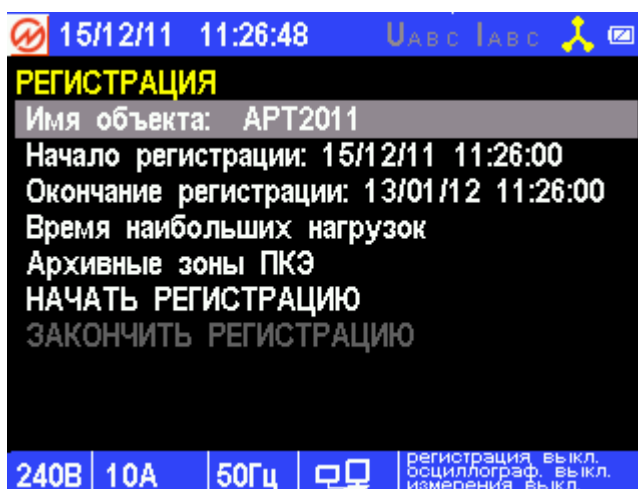 15/12/11 11:26:48 UABC IABC
РЕГИСТРАЦИЯ
Имя объекта: АРТ2011
Начало регистрации: 15/12/11 11:26:00
Окончание регистрации: 13/01/12 11:26:00
Время наибольших нагрузок
Архивные зоны ПКЭ
НАЧАТЬ РЕГИСТРАЦИЮ
ЗАКОНЧИТЬ РЕГИСТРАЦИЮ
240В 10А 50Гц
регистрация выкл.
осциллограф. выкл.
измерения выкл